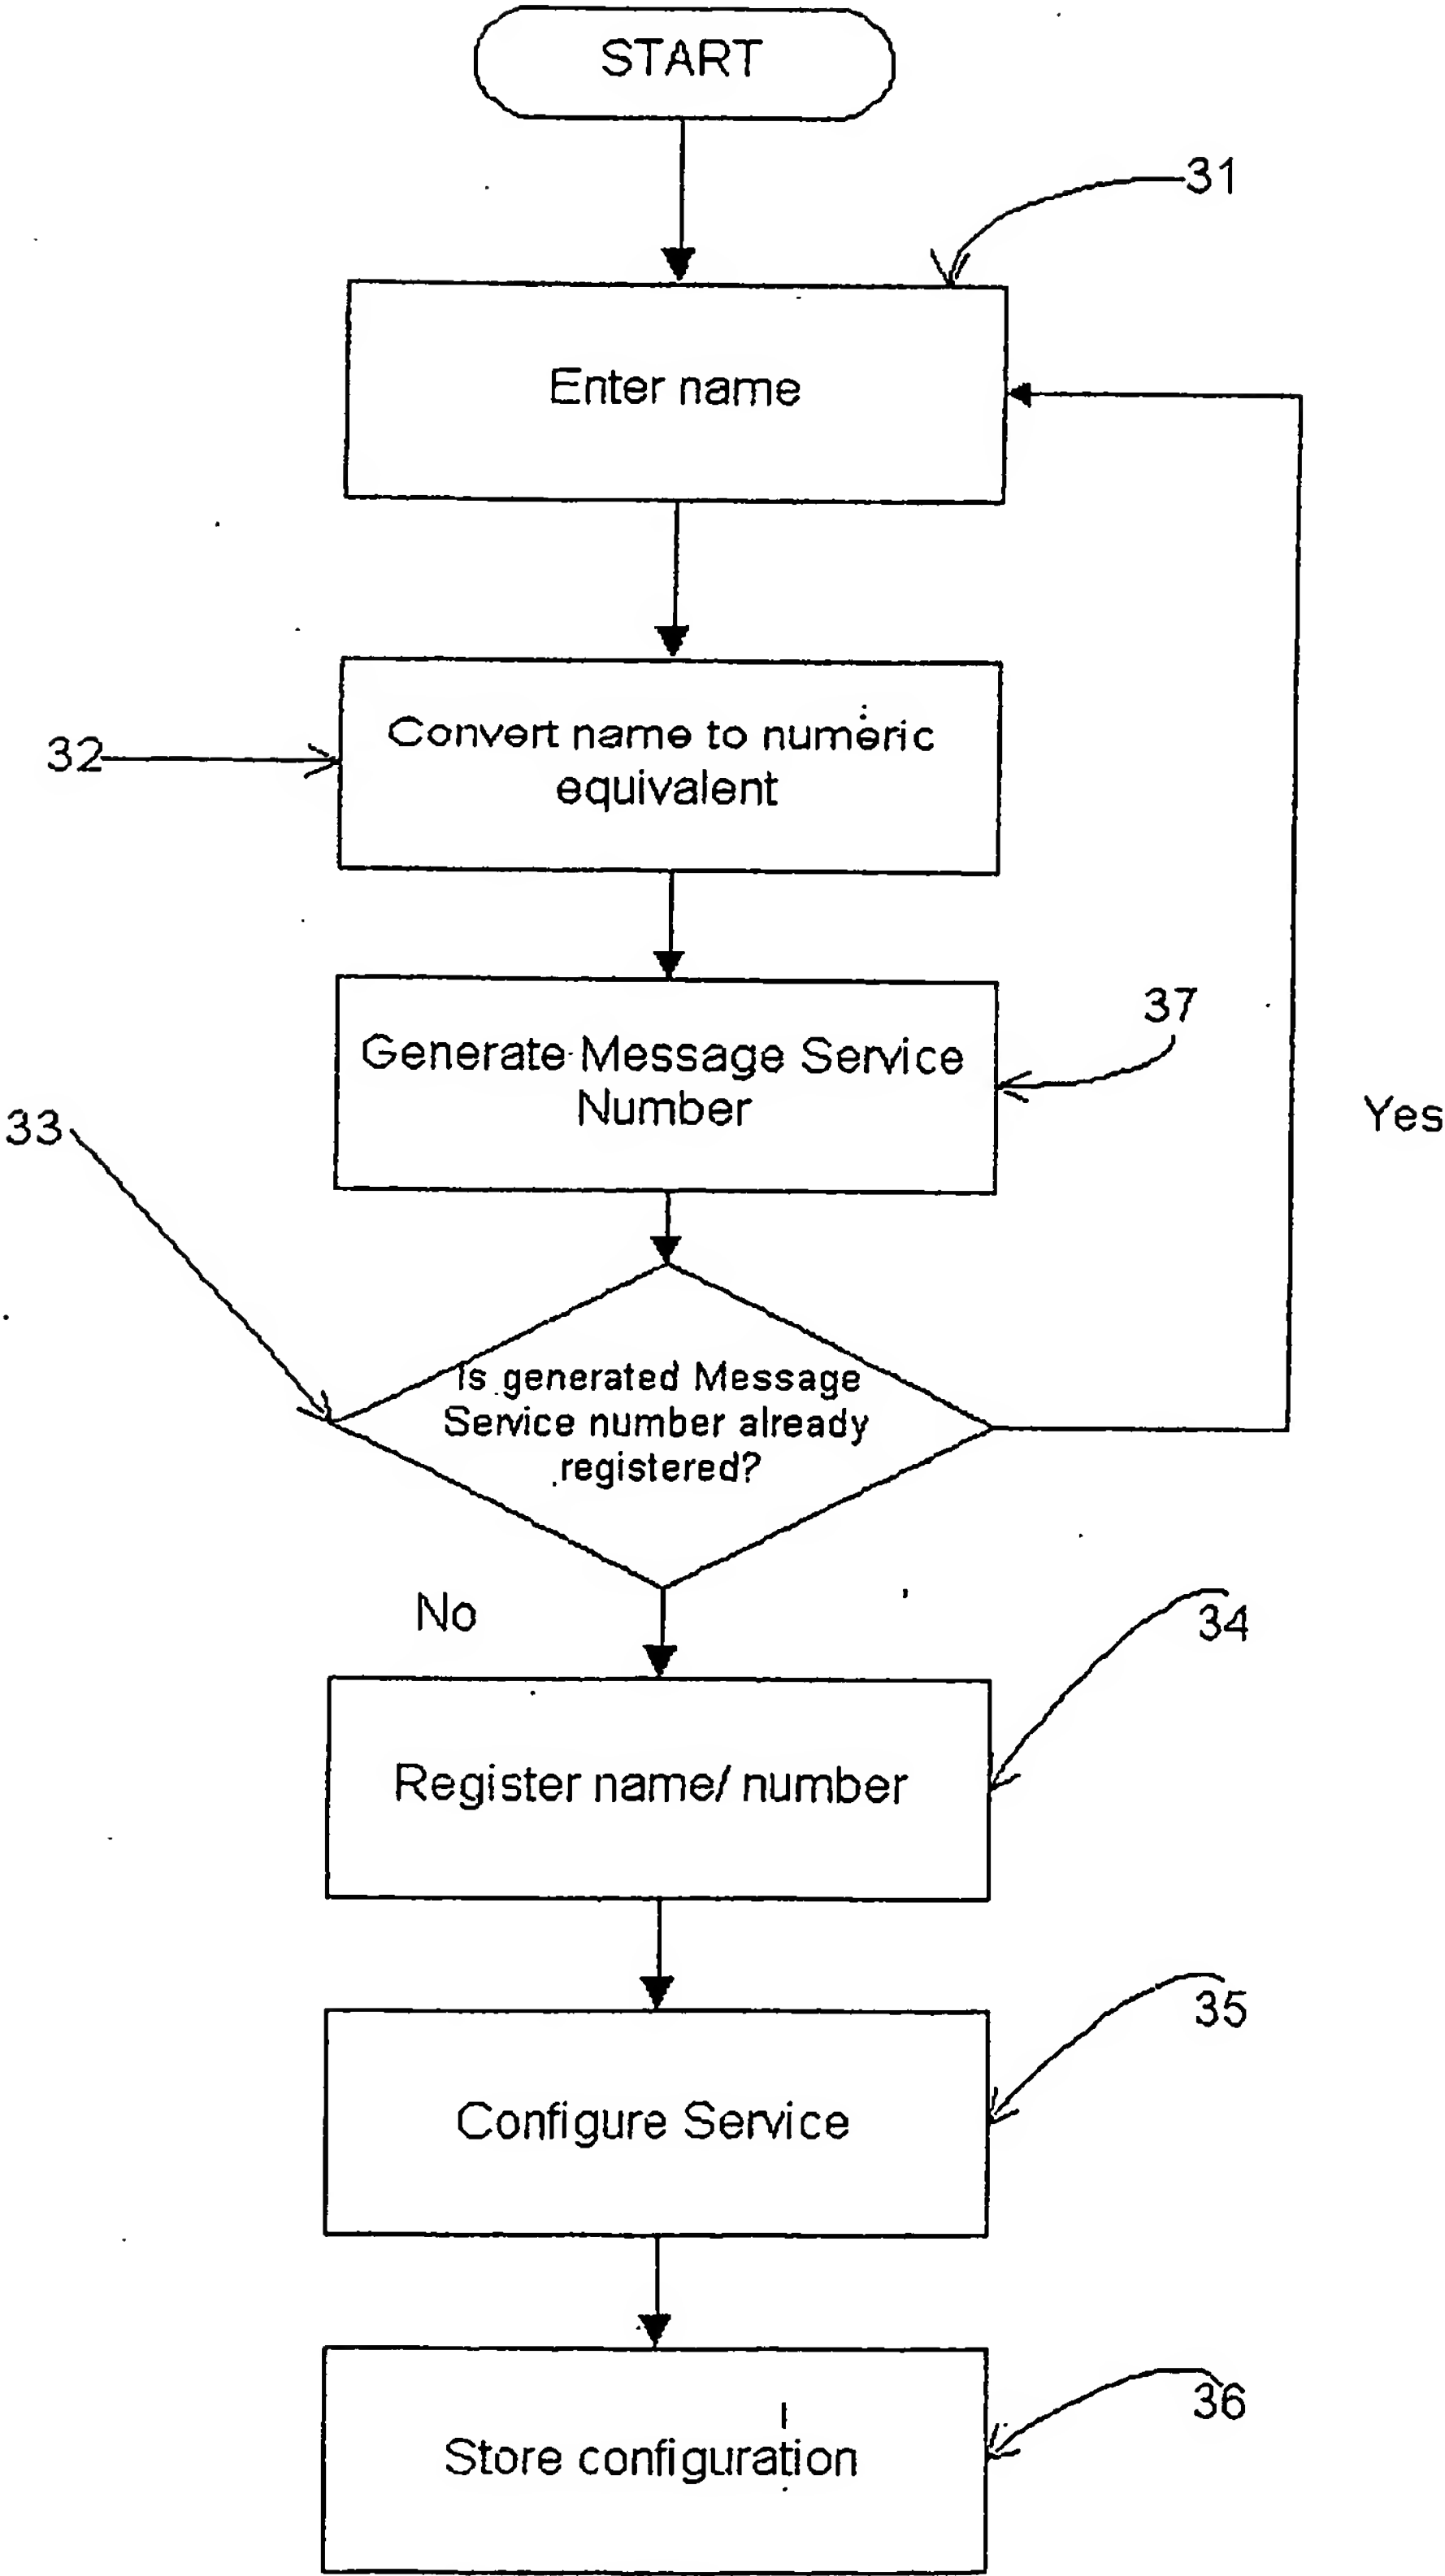 START
31
Enter name
32
Convert name to numeric
equivalent
37
Generate Message Service
Number
33
Yes
Is generated Message
Service number already
registered?
No
34
Register name/ number
35
Configure Service
36
Store configuration